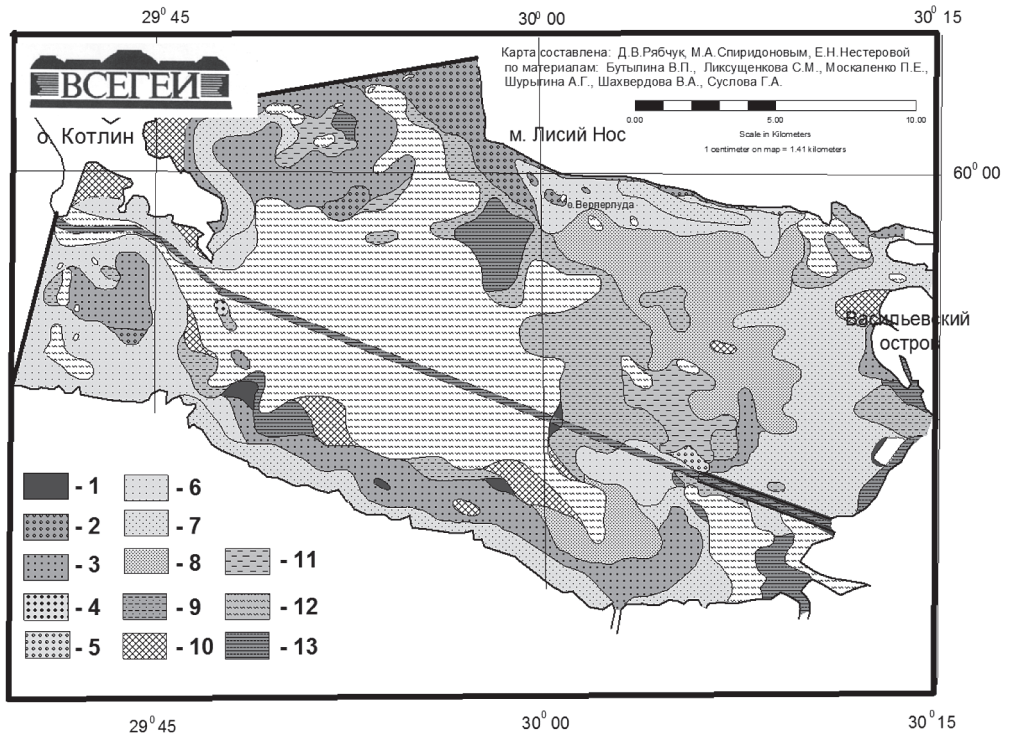 29⁰ 45
30⁰ 00
30⁰ 15
ВСЕГЕИ
Карта составлена: Д.В.Рябчук, М.А.Спиридоновым, Е.Н.Нестеровой
по материалам: Бутылина В.П., Ликсущенкова С.М., Москаленко П.Е.,
Шурыгина А.Г., Шахвердова В.А., Суслова Г.А.
0.00
5.00
10.00
Scale in Kilometers
1 centimeter on map = 1.41 kilometers
о. Котлин
м. Лисий Нос
60⁰ 00
о.Верперлуда
Васильевский
остров
- 1
- 2
- 3
- 4
- 5
- 6
- 7
- 8
- 9
- 10
- 11
- 12
- 13
29⁰ 45
30⁰ 00
30⁰ 15